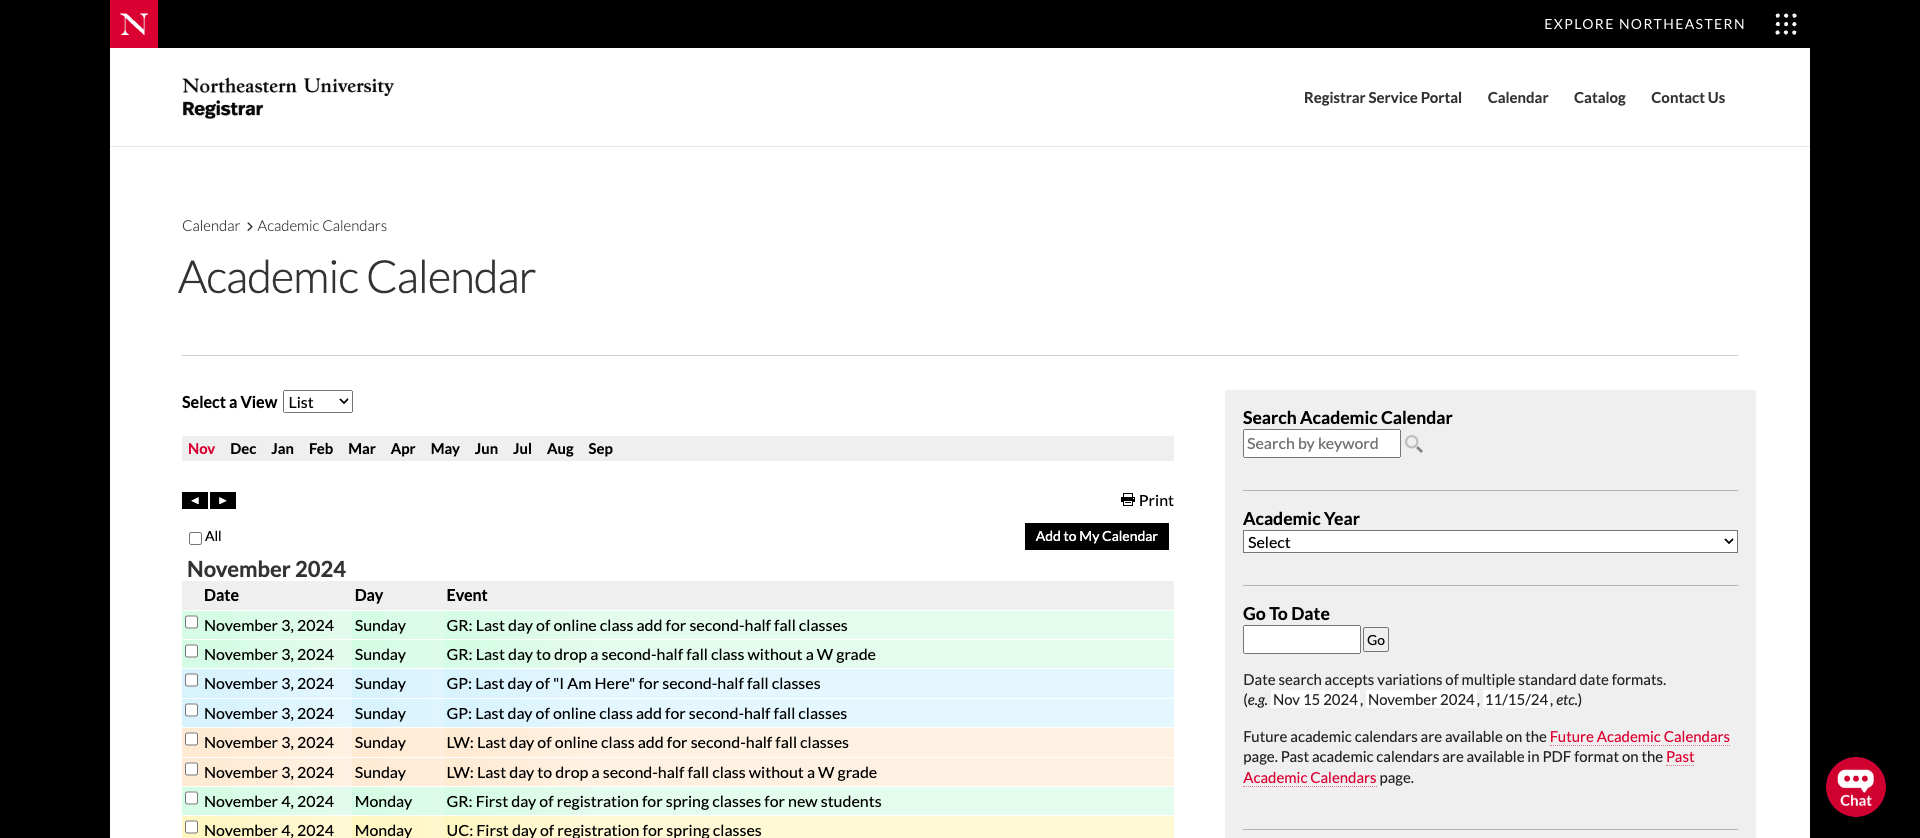 N
EXPLORE NORTHEASTERN
Northeastern University
Registrar
Registrar Service Portal Calendar Catalog Contact Us
Calendar > Academic Calendars
Academic Calendar
Select a View List
Nov Dec Jan Feb Mar Apr May Jun Jul Aug Sep
Print
All
Add to My Calendar
November 2024
Date Day Event
November 3, 2024 Sunday GR: Last day of online class add for second-half fall classes
November 3, 2024 Sunday GR: Last day to drop a second-half fall class without a W grade
November 3, 2024 Sunday GP: Last day of "I Am Here" for second-half fall classes
November 3, 2024 Sunday GP: Last day of online class add for second-half fall classes
November 3, 2024 Sunday LW: Last day of online class add for second-half fall classes
November 3, 2024 Sunday LW: Last day to drop a second-half fall class without a W grade
November 4, 2024 Monday GR: First day of registration for spring classes for new students
November 4, 2024 Monday UC: First day of registration for spring classes
Search Academic Calendar
Search by keyword
Academic Year
Select
Go To Date
Go
Date search accepts variations of multiple standard date formats.
(e.g. Nov 15 2024, November 2024, 11/15/24, etc.)
Future academic calendars are available on the Future Academic Calendars
page. Past academic calendars are available in PDF format on the Past
Academic Calendars page.
Chat